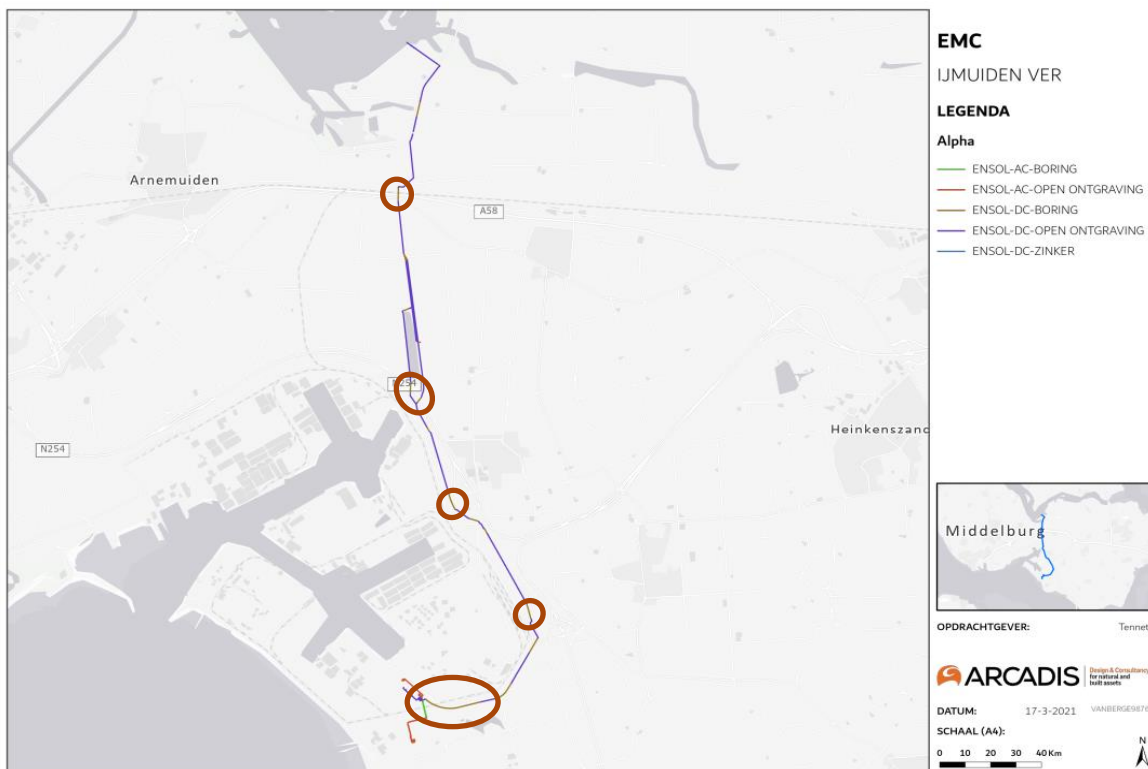 Arnemuiden
A58
N254
Heinkenszand
EMC
IJMUIDEN VER
LEGENDA
Alpha
ENSOL-AC-BORING
ENSOL-AC-OPEN ONTGRAVING
ENSOL-DC-BORING
ENSOL-DC-OPEN ONTGRAVING
ENSOL-DC-ZINKER
Middelburg
OPDRACHTGEVER: Tennet
ARCADIS Design & Consultancy
for natural and
built assets
DATUM: 17-3-2021
SCHAAL (A4):
0 10 20 30 40 Km
N